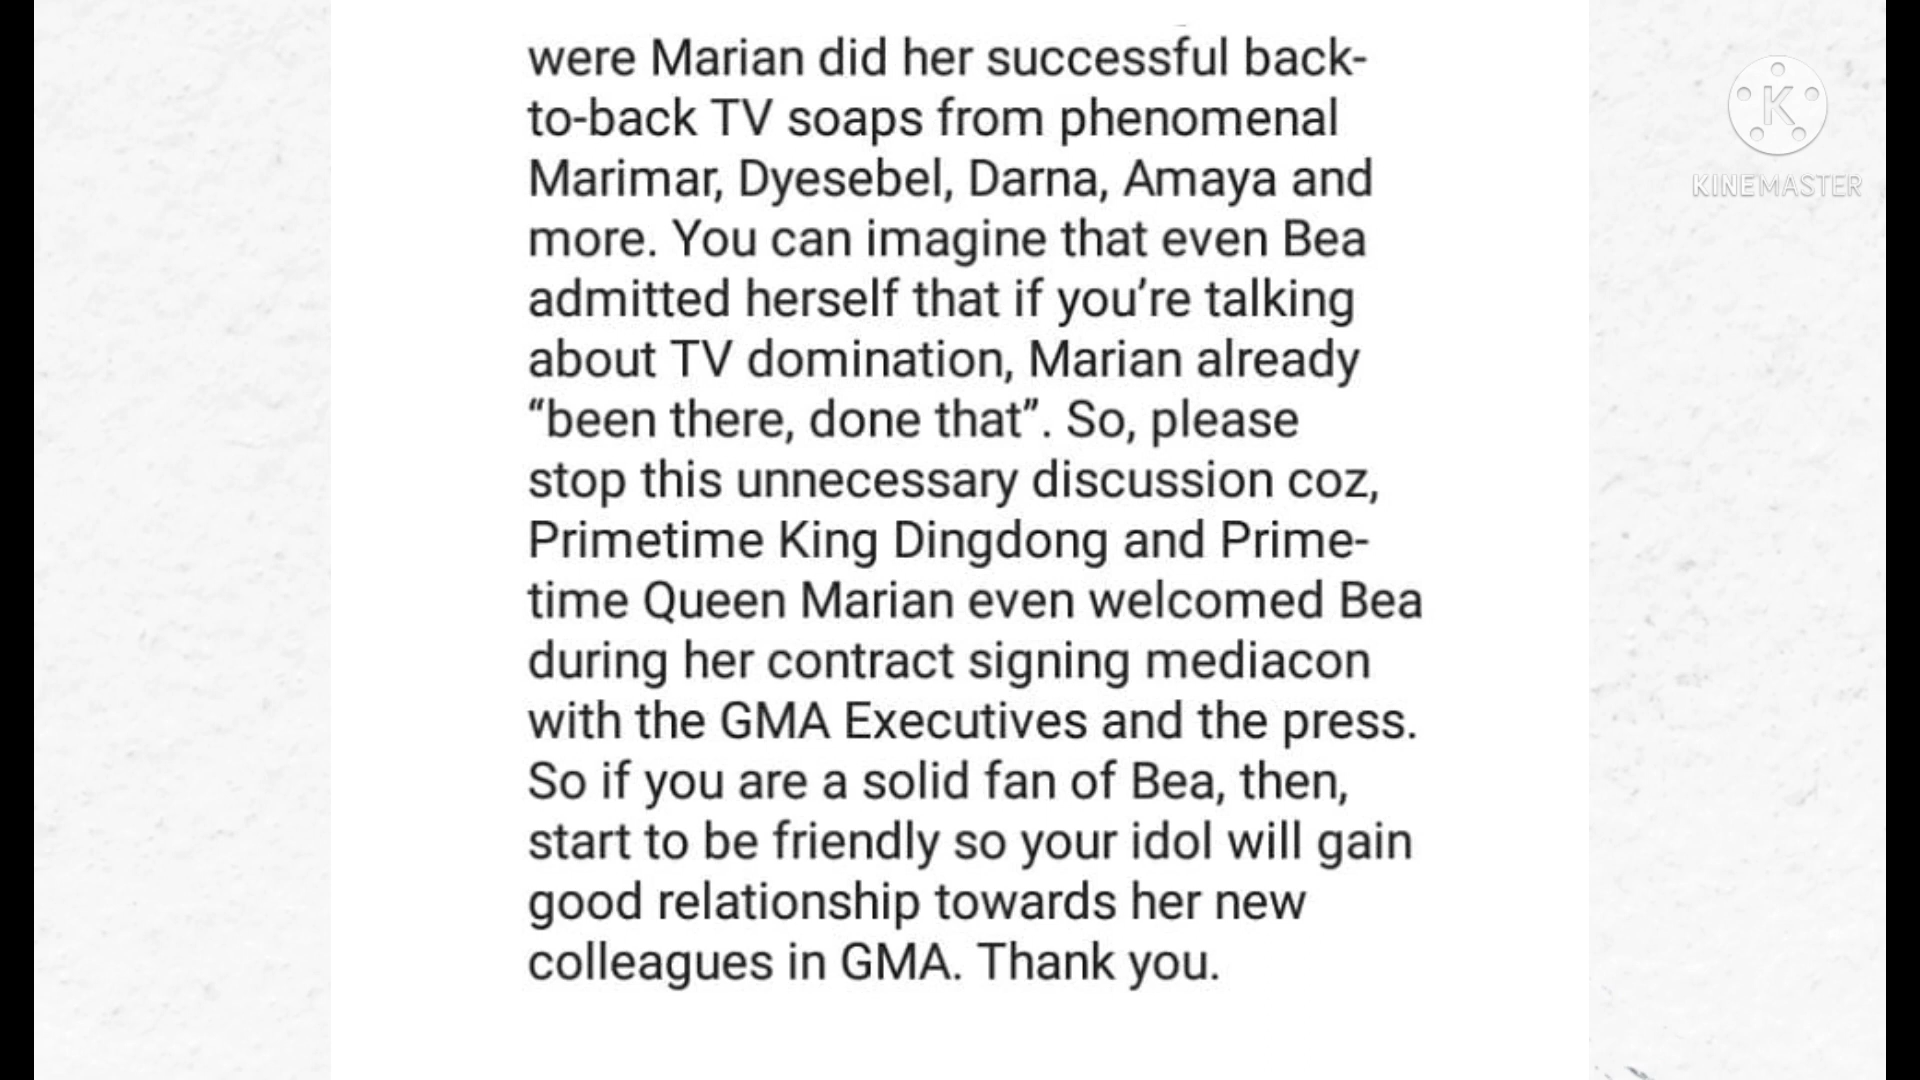 were Marian did her successful back-
to-back TV soaps from phenomenal
Marimar, Dyesebel, Darna, Amaya and
more. You can imagine that even Bea
admitted herself that if you’re talking
about TV domination, Marian already
“been there, done that”. So, please
stop this unnecessary discussion coz,
Primetime King Dingdong and Prime-
time Queen Marian even welcomed Bea
during her contract signing mediacon
with the GMA Executives and the press.
So if you are a solid fan of Bea, then,
start to be friendly so your idol will gain
good relationship towards her new
colleagues in GMA. Thank you.
K
KINEMASTER